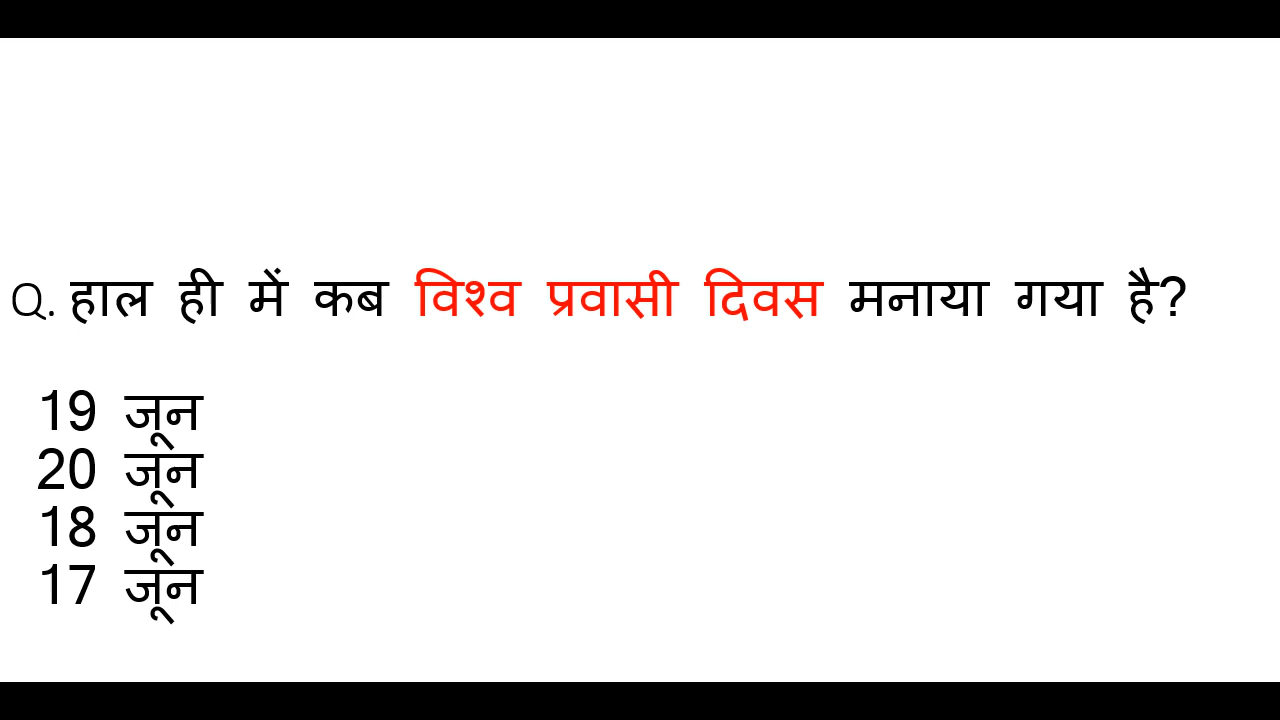 Q. हाल ही में कब विश्व प्रवासी दिवस मनाया गया है?
19 जून
20 जून
18 जून
17 जून